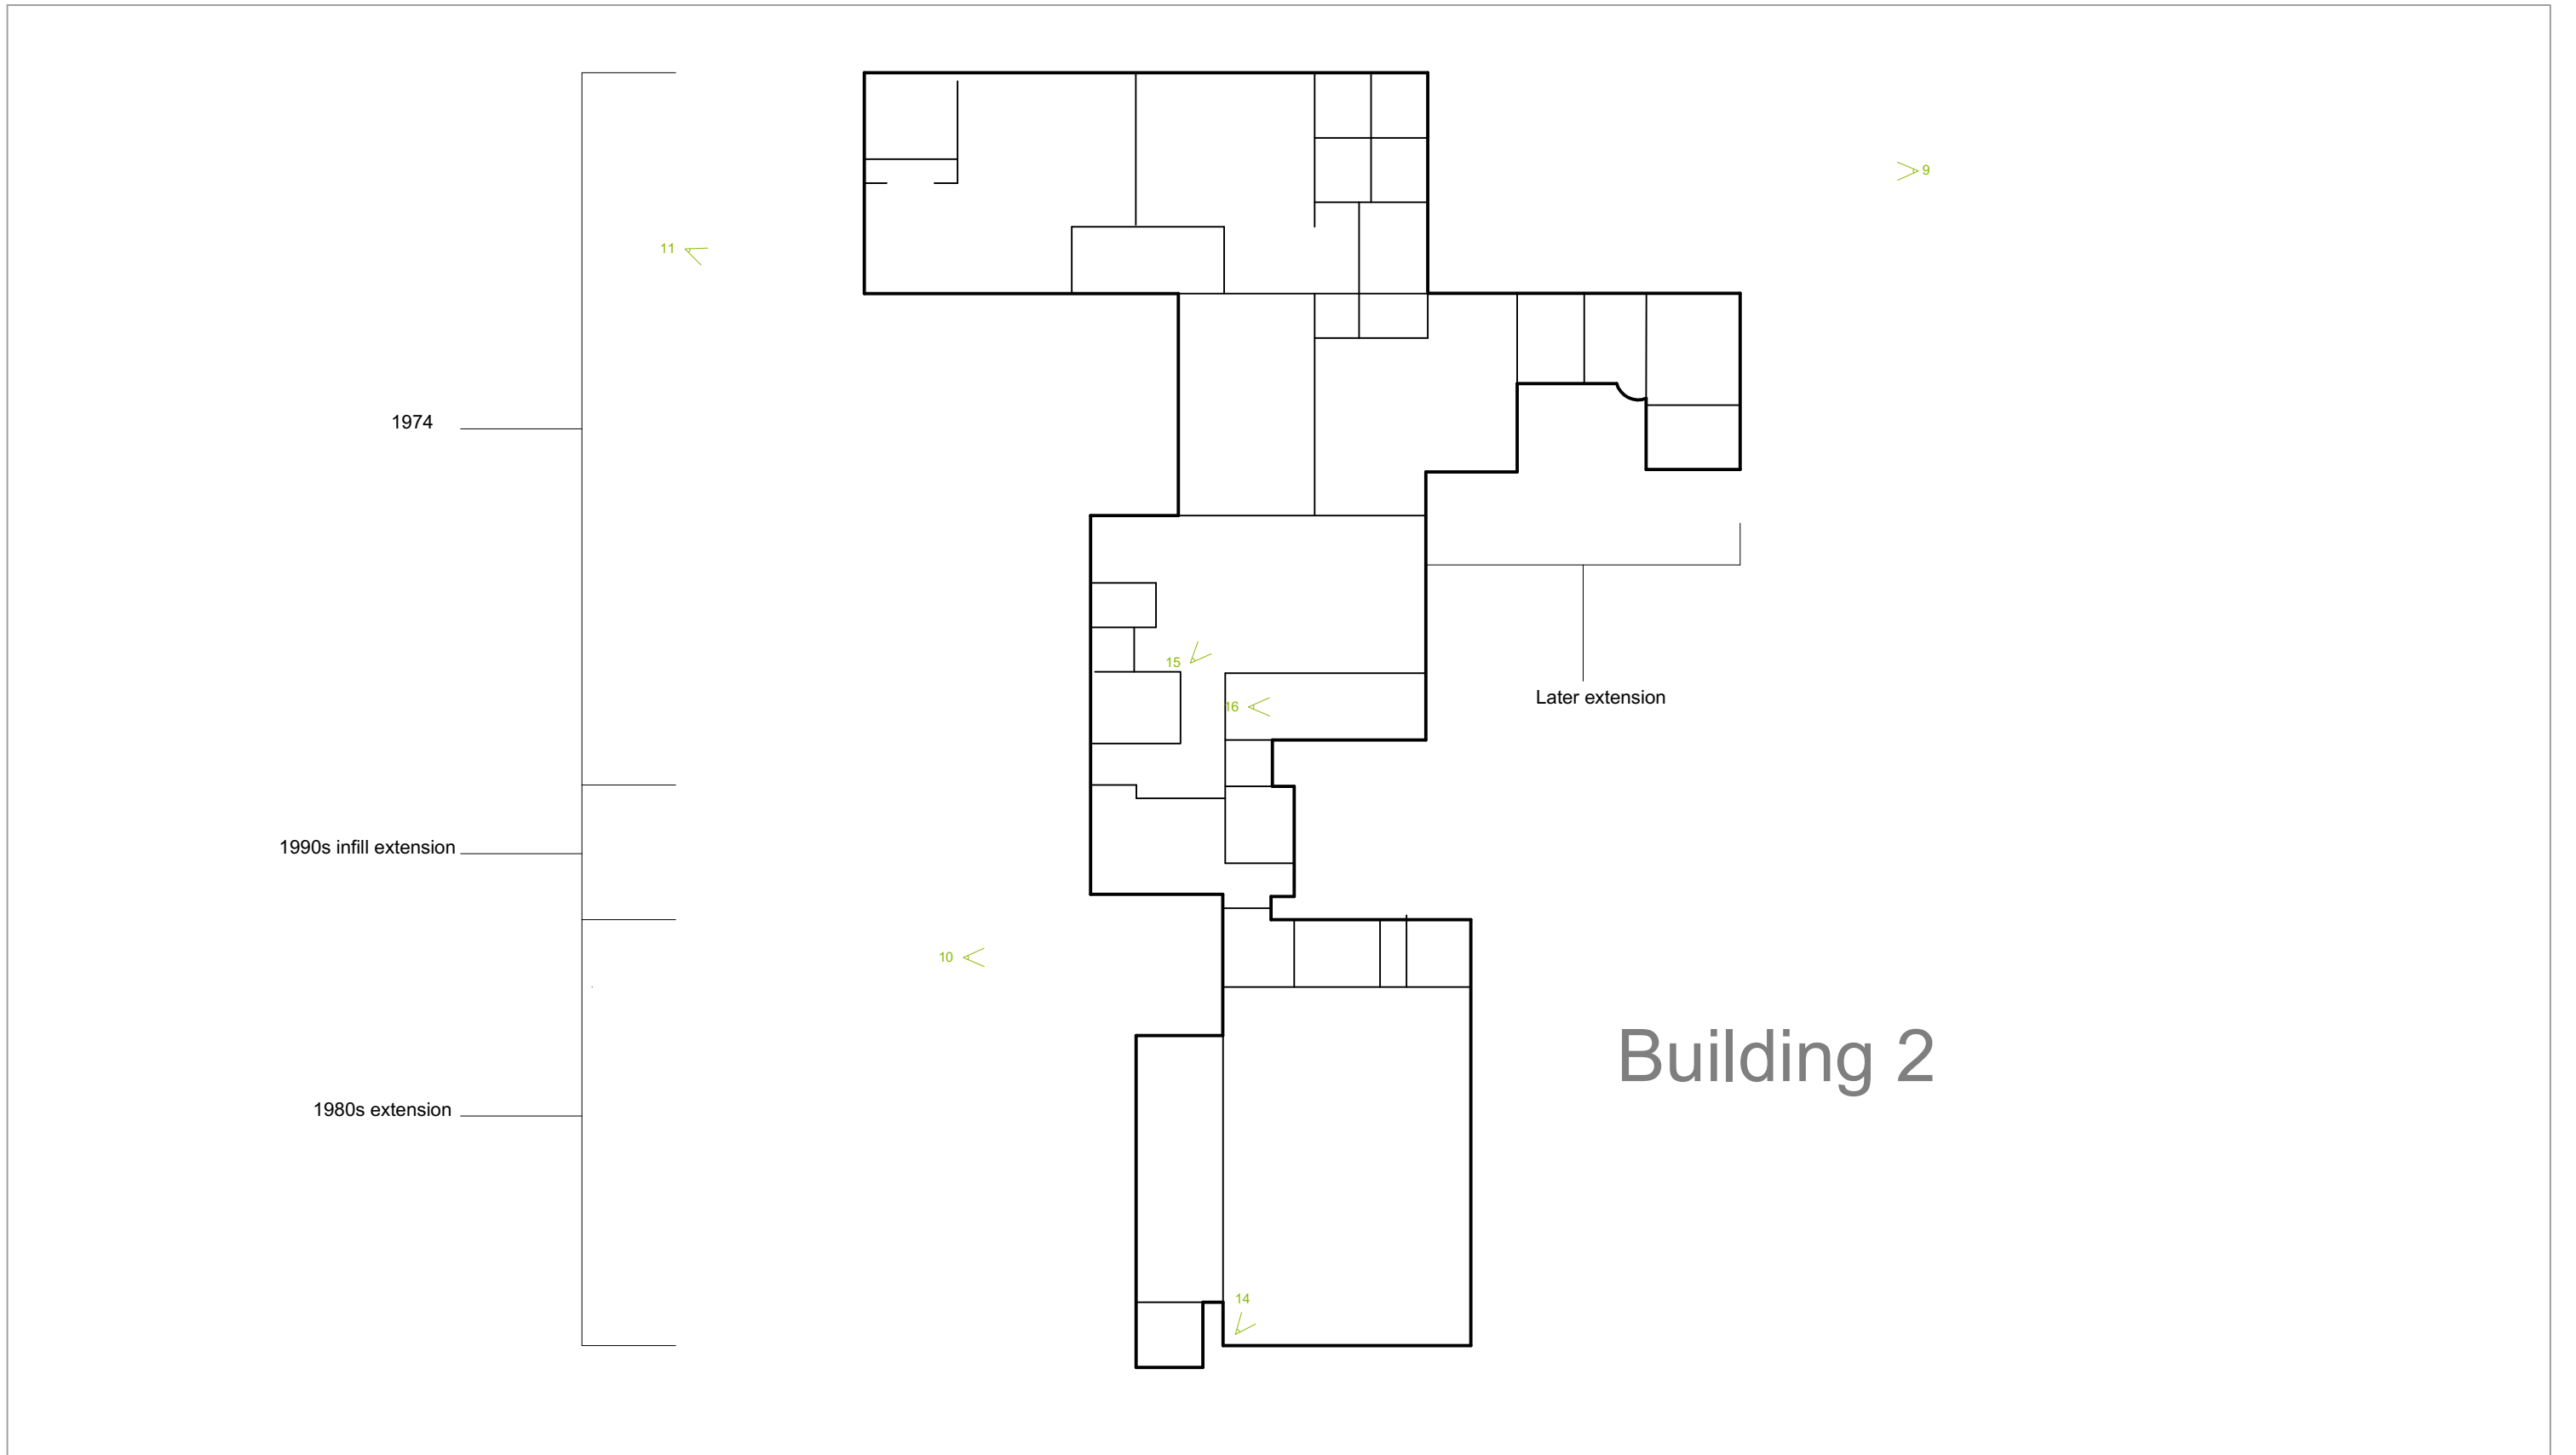 9
11
1974
15
16
Later extension
1990s infill extension
10
Building 2
1980s extension
14